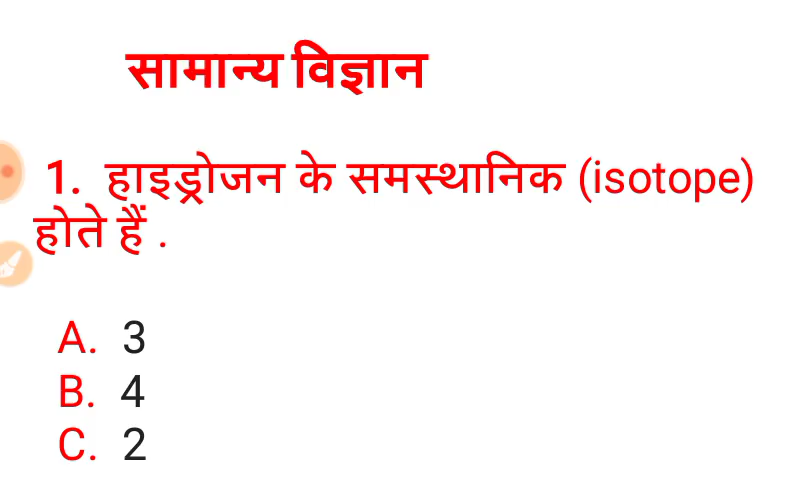 सामान्य विज्ञान
1. हाइड्रोजन के समस्थानिक (isotope)
होते हैं .
A. 3
B. 4
C. 2